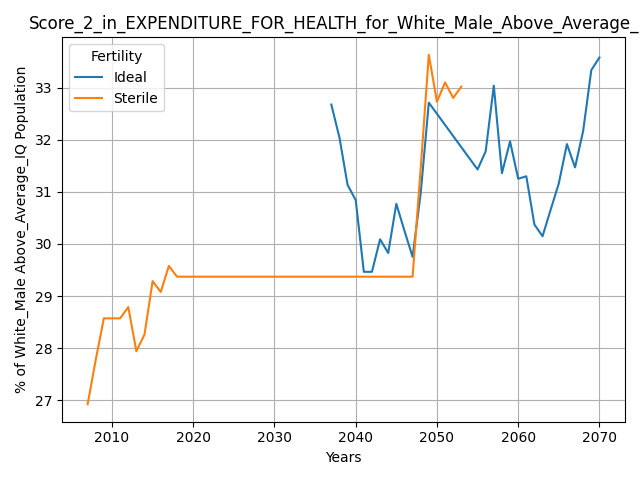 Score_2_in_EXPENDITURE_FOR_HEALTH_for_White_Male_Above_Average_
Fertility
Ideal
Sterile
% of White_Male Above_Average_IQ Population
33
32
31
30
29
28
27
2010
2020
2030
2040
2050
2060
2070
Years